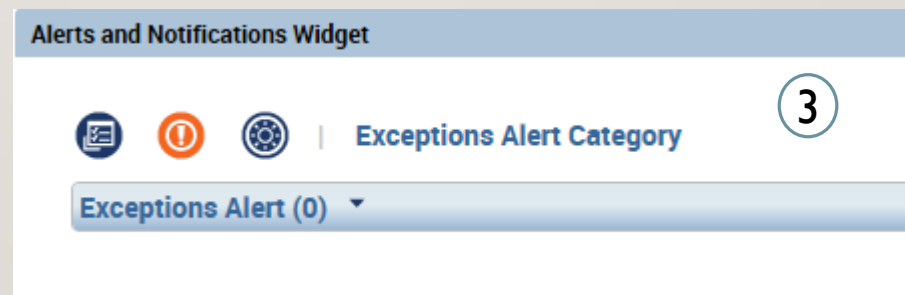 Alerts and Notifications Widget
3
Exceptions Alert Category
Exceptions Alert (0)